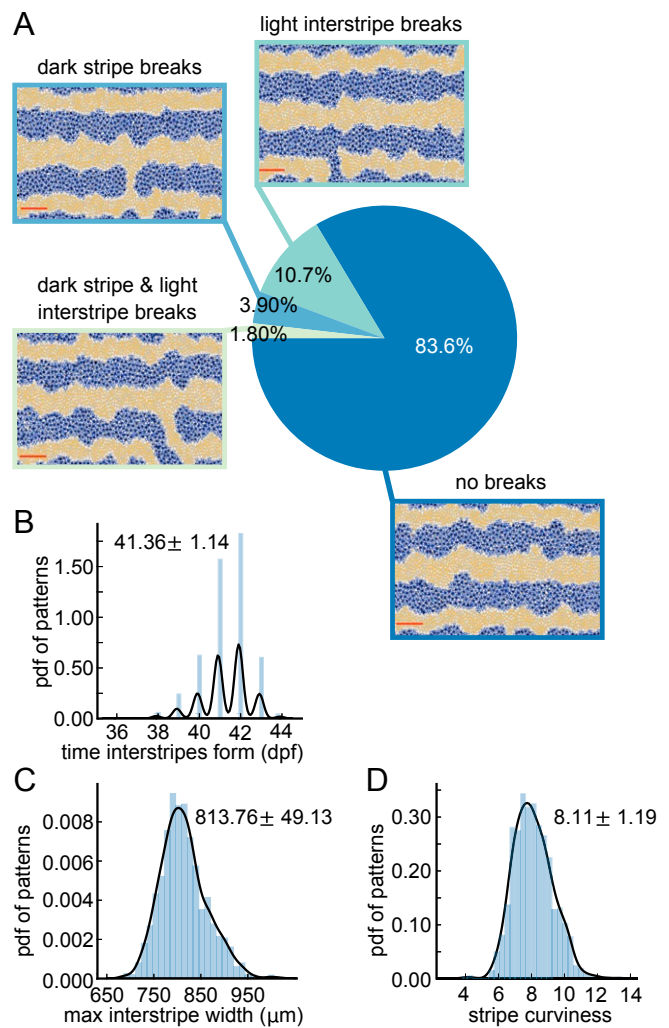 A
dark stripe breaks
light interstripe breaks
10.7%
3.90%
1.80%
83.6%
dark stripe & light
interstripe breaks
no breaks
B
41.36± 1.14
pdf of patterns
1.50
1.00
0.50
0.00
36 38 40 42 44
time interstripes form (dpf)
C
813.76± 49.13
pdf of patterns
0.008
0.006
0.004
0.002
0.000
650 750 850 950
max interstripe width (μm)
D
8.11± 1.19
pdf of patterns
0.30
0.20
0.10
0.00
4 6 8 10 12 14
stripe curviness